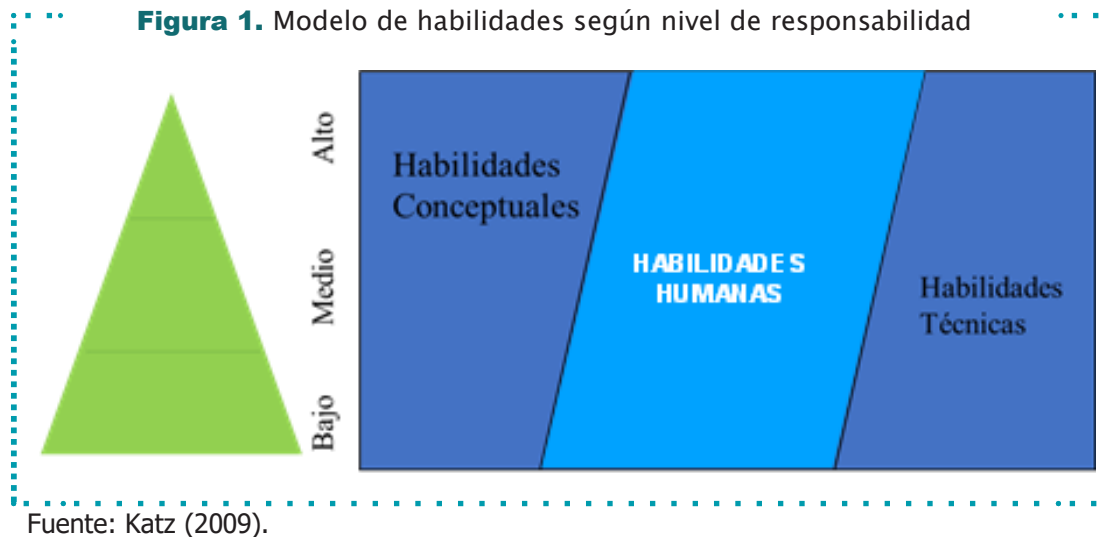 Figura 1. Modelo de habilidades según nivel de responsabilidad
Alto
Medio
Bajo
Habilidades
Conceptuales
HABILIDADES
HUMANAS
Habilidades
Técnicas
Fuente: Katz (2009).